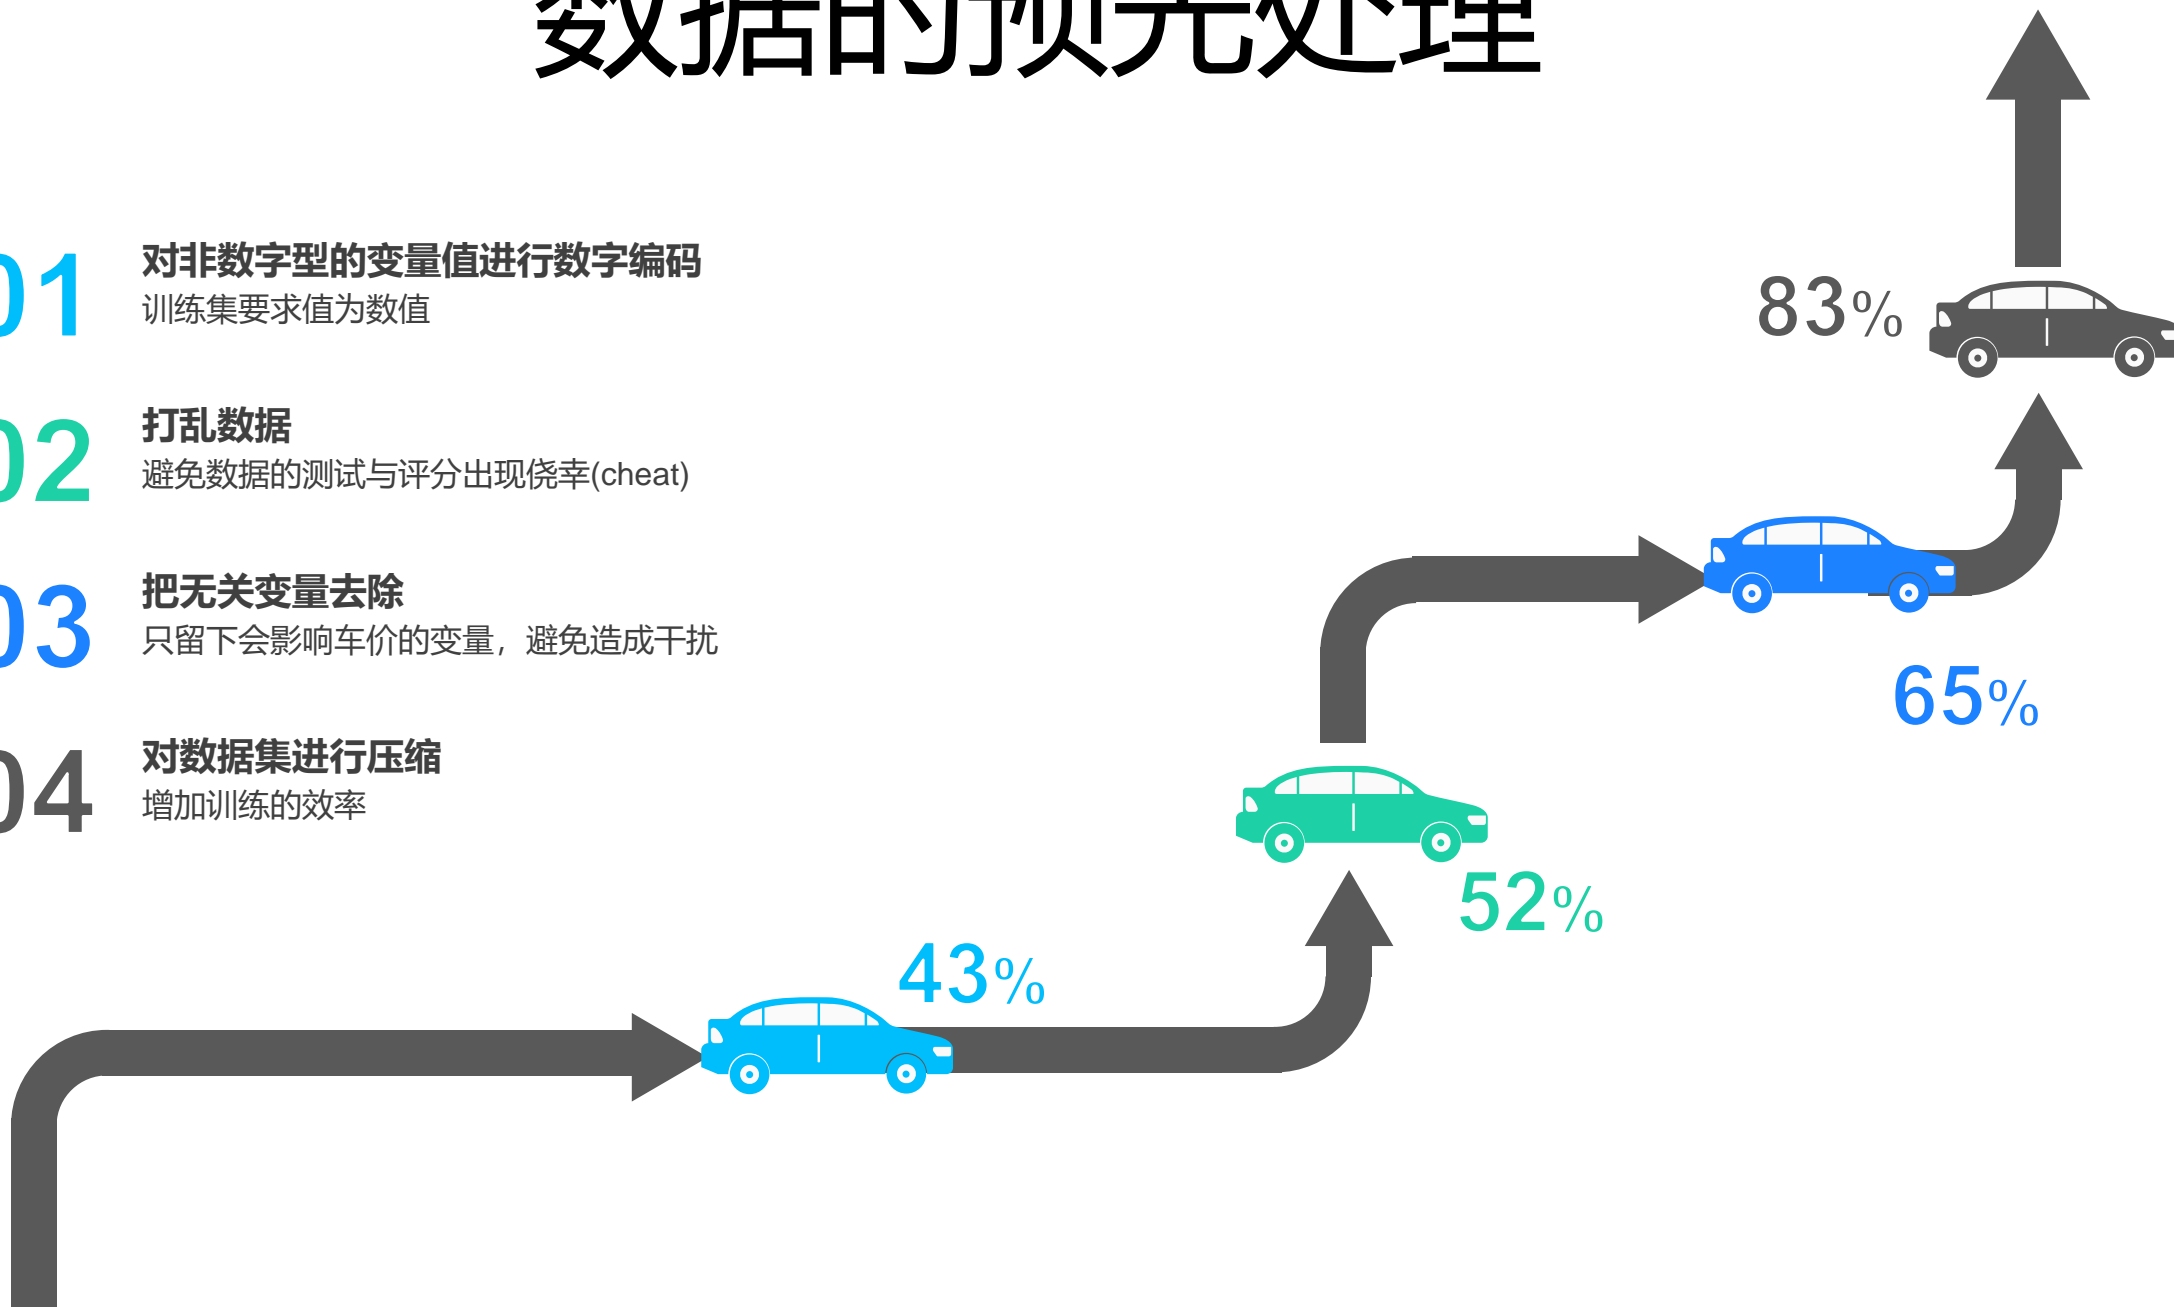 数据的预先处理
01
对非数字型的变量值进行数字编码
训练集要求值为数值
02
打乱数据
避免数据的测试与评分出现侥幸(cheat)
03
把无关变量去除
只留下会影响车价的变量，避免造成干扰
04
对数据集进行压缩
增加训练的效率
83%
65%
52%
43%